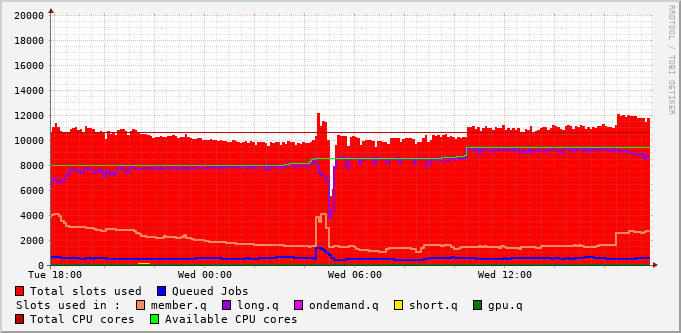 20000
18000
16000
14000
12000
10000
8000
6000
4000
2000
0
Tue 18:00 Wed 00:00 Wed 06:00 Wed 12:00
Total slots used Queued Jobs
Slots used in : member.q long.q ondemand.q short.q gpu.q
Total CPU cores Available CPU cores
RRDTOOL / TOBI OETIKER